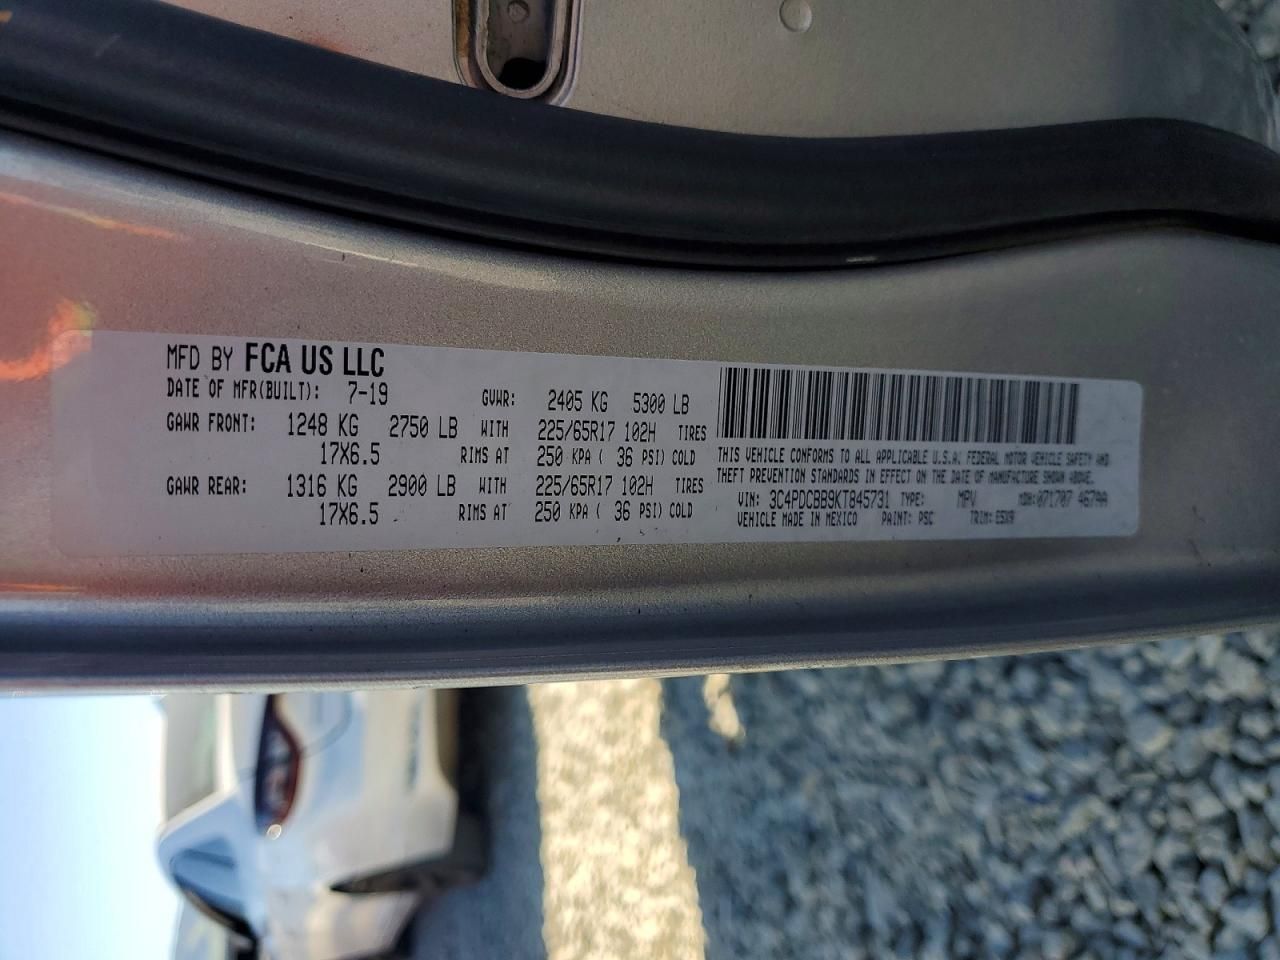 MFD BY FCA US LLC
DATE OF MFR(BUILT): 7-19 GVWR: 2405 KG 5300 LB
GAWR FRONT: 1248 KG 2750 LB WITH 225/65R17 102H TIRES
17X6.5 RIMS AT 250 KPA ( 36 PSI) COLD
GAWR REAR: 1316 KG 2900 LB WITH 225/65R17 102H TIRES
17X6.5 RIMS AT 250 KPA ( 36 PSI) COLD
THIS VEHICLE CONFORMS TO ALL APPLICABLE U.S.A. FEDERAL MOTOR VEHICLE SAFETY AND
THEFT PREVENTION STANDARDS IN EFFECT ON THE DATE OF MANUFACTURE SHOWN ABOVE.
VIN: 3C4PDCBB9KT845731 TYPE: MPV MDH: 071707 4679AA
VEHICLE MADE IN MEXICO PAINT: PSC TRIM: E5X9